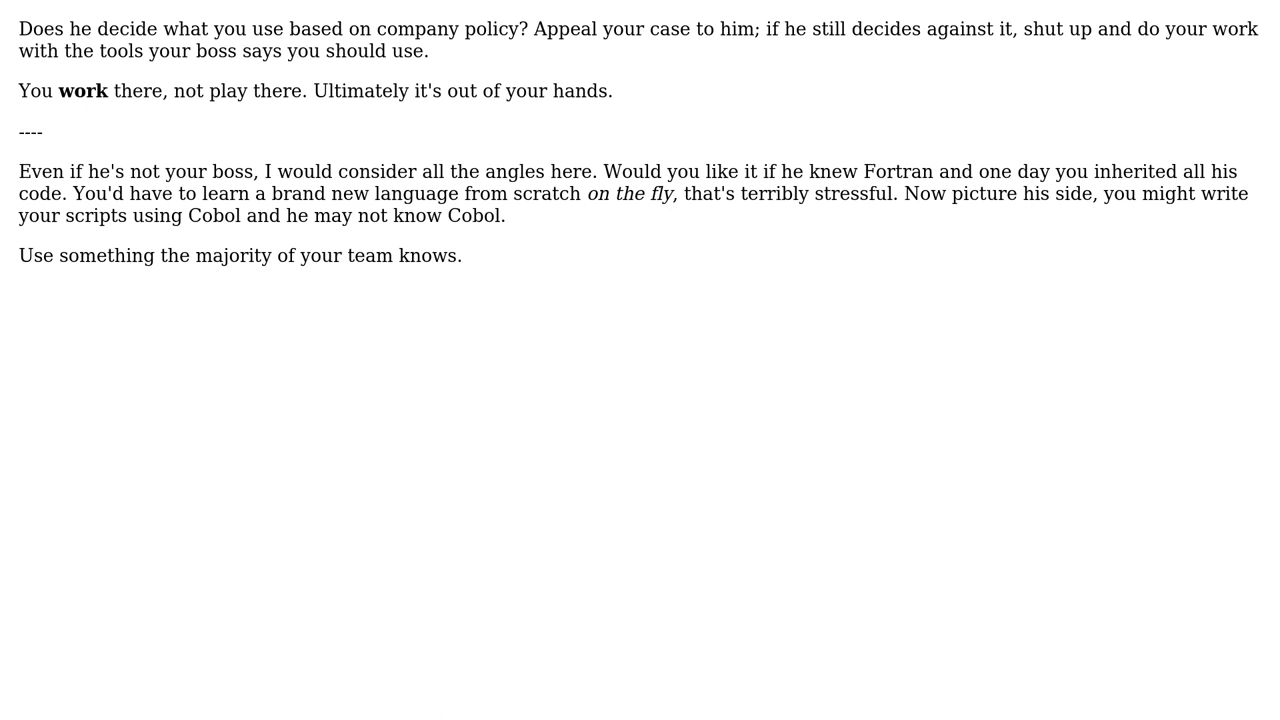 Does he decide what you use based on company policy? Appeal your case to him; if he still decides against it, shut up and do your work
with the tools your boss says you should use.
You work there, not play there. Ultimately it's out of your hands.
----
Even if he's not your boss, I would consider all the angles here. Would you like it if he knew Fortran and one day you inherited all his
code. You'd have to learn a brand new language from scratch on the fly, that's terribly stressful. Now picture his side, you might write
your scripts using Cobol and he may not know Cobol.
Use something the majority of your team knows.